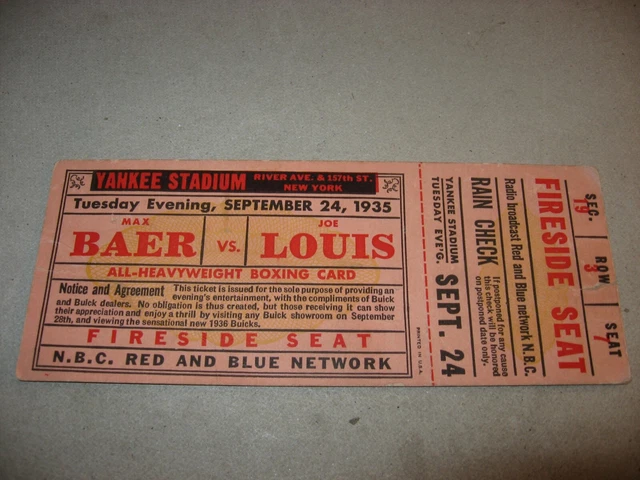 YANKEE STADIUM RIVER AVE. & 157TH ST.
NEW YORK
Tuesday Evening, SEPTEMBER 24, 1935
MAX
BAER
VS.
JOE
LOUIS
ALL-HEAVYWEIGHT BOXING CARD
Notice and Agreement This ticket is issued for the sole purpose of providing an
evening's entertainment, with the compliments of Buick
and Buick dealers. No obligation thus, but those receiving it can show
their appreciation and enjoy a thrill by visiting any Buick showroom on September
28th, and viewing the sensational new 1936 Buicks.
FIRESIDE SEAT
N.B.C. RED AND BLUE NETWORK
PRINTED IN U.S.A.
TUESDAY EVE'G.
YANKEE STADIUM
SEPT. 24
RAIN CHECK
If postponed for any cause
this check will be honored
on postponed date only.
Radio broadcast Red and Blue network N.B.C.
FIRESIDE SEAT
SEC. ROW SEAT
19 3 7